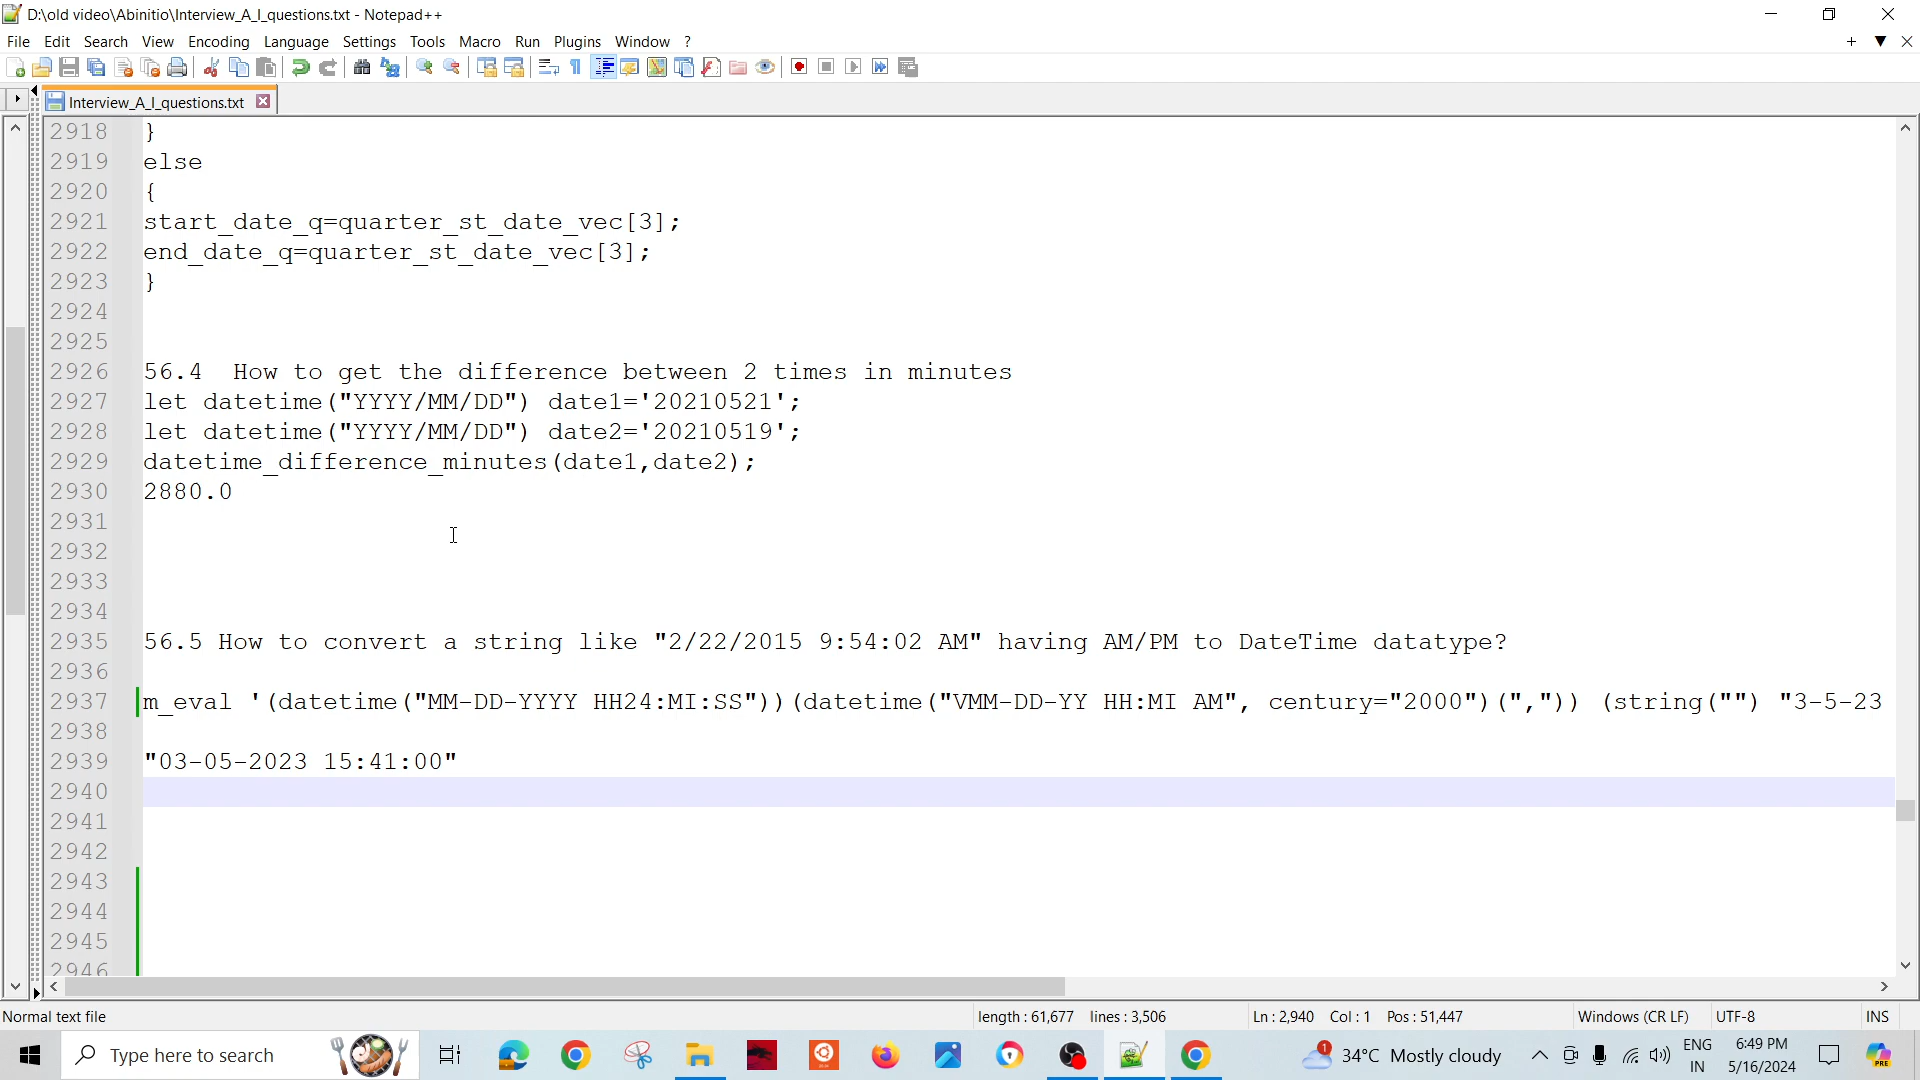 D:\old video\Abinitio\Interview_A_I_questions.txt - Notepad++
File Edit Search View Encoding Language Settings Tools Macro Run Plugins Window ?
Interview_A_I_questions.txt
2918 }
2919 else
2920 {
2921 start_date_q=quarter_st_date_vec[3];
2922 end_date_q=quarter_st_date_vec[3];
2923 }
2924
2925
2926 56.4  How to get the difference between 2 times in minutes
2927 let datetime("YYYY/MM/DD") date1='20210521';
2928 let datetime("YYYY/MM/DD") date2='20210519';
2929 datetime_difference_minutes(date1,date2);
2930 2880.0
2931
2932
2933
2934
2935 56.5 How to convert a string like "2/22/2015 9:54:02 AM" having AM/PM to DateTime datatype?
2936
2937 m_eval '(datetime("MM-DD-YYYY HH24:MI:SS"))(datetime("VMM-DD-YY HH:MI AM", century="2000")(",")) (string("") "3-5-23
2938
2939 "03-05-2023 15:41:00"
2940
2941
2942
2943
2944
2945
2946
Normal text file length : 61,677 lines : 3,506 Ln : 2,940 Col : 1 Pos : 51,447 Windows (CR LF) UTF-8 INS
Type here to search 1 34°C Mostly cloudy ENG IN 6:49 PM 5/16/2024 PRE